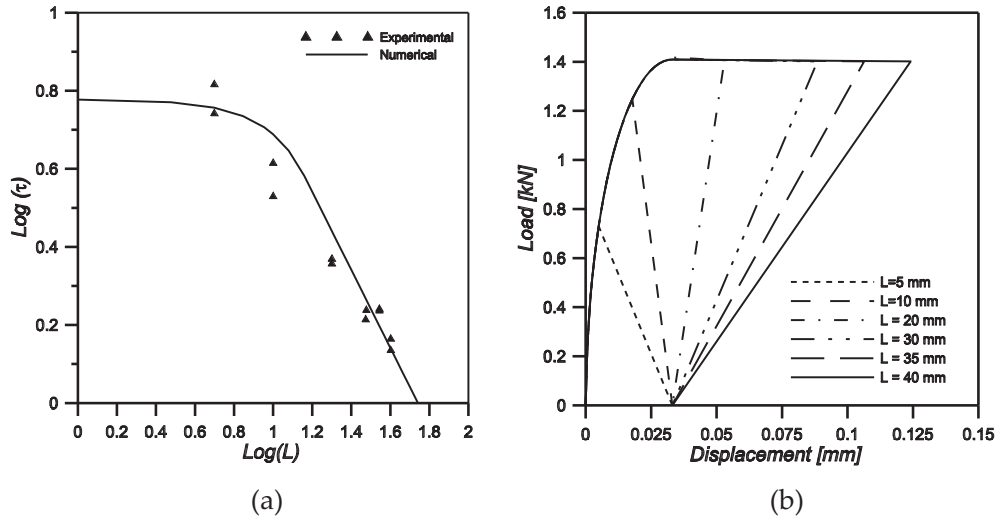 1
0.8
0.6
0.4
0.2
0
0 0.2 0.4 0.6 0.8 1.0 1.2 1.4 1.6 1.8 2
Log (τ)
Log(L)
Experimental
Numerical
(a)
1.6
1.4
1.2
1
0.8
0.6
0.4
0.2
0
0 0.025 0.05 0.075 0.1 0.125 0.15
Load [kN]
Displacement [mm]
L=5 mm
L=10 mm
L = 20 mm
L = 30 mm
L = 35 mm
L = 40 mm
(b)